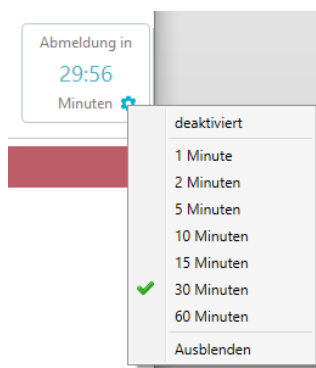 Abmeldung in
29:56
Minuten
deaktiviert
1 Minute
2 Minuten
5 Minuten
10 Minuten
15 Minuten
30 Minuten
60 Minuten
Ausblenden